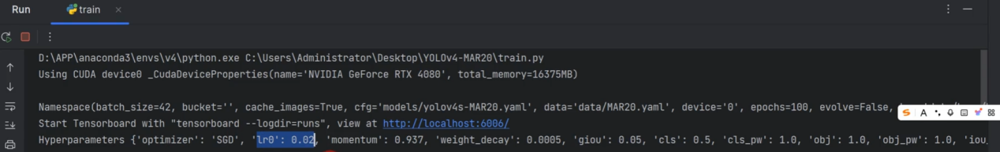 Run train
D:\APP\anaconda3\envs\v4\python.exe C:\Users\Administrator\Desktop\YOLOv4-MAR20\train.py
Using CUDA device0 _CudaDeviceProperties(name='NVIDIA GeForce RTX 4080', total_memory=16375MB)
Namespace(batch_size=42, bucket='', cache_images=True, cfg='models/yolov4s-MAR20.yaml', data='data/MAR20.yaml', device='0', epochs=100, evolve=False,
Start Tensorboard with "tensorboard --logdir=runs", view at http://localhost:6006/
Hyperparameters {'optimizer': 'SGD', 'lr0': 0.02, 'momentum': 0.937, 'weight_decay': 0.0005, 'giou': 0.05, 'cls': 0.5, 'cls_pw': 1.0, 'obj': 1.0, 'obj_pw': 1.0, 'iou_